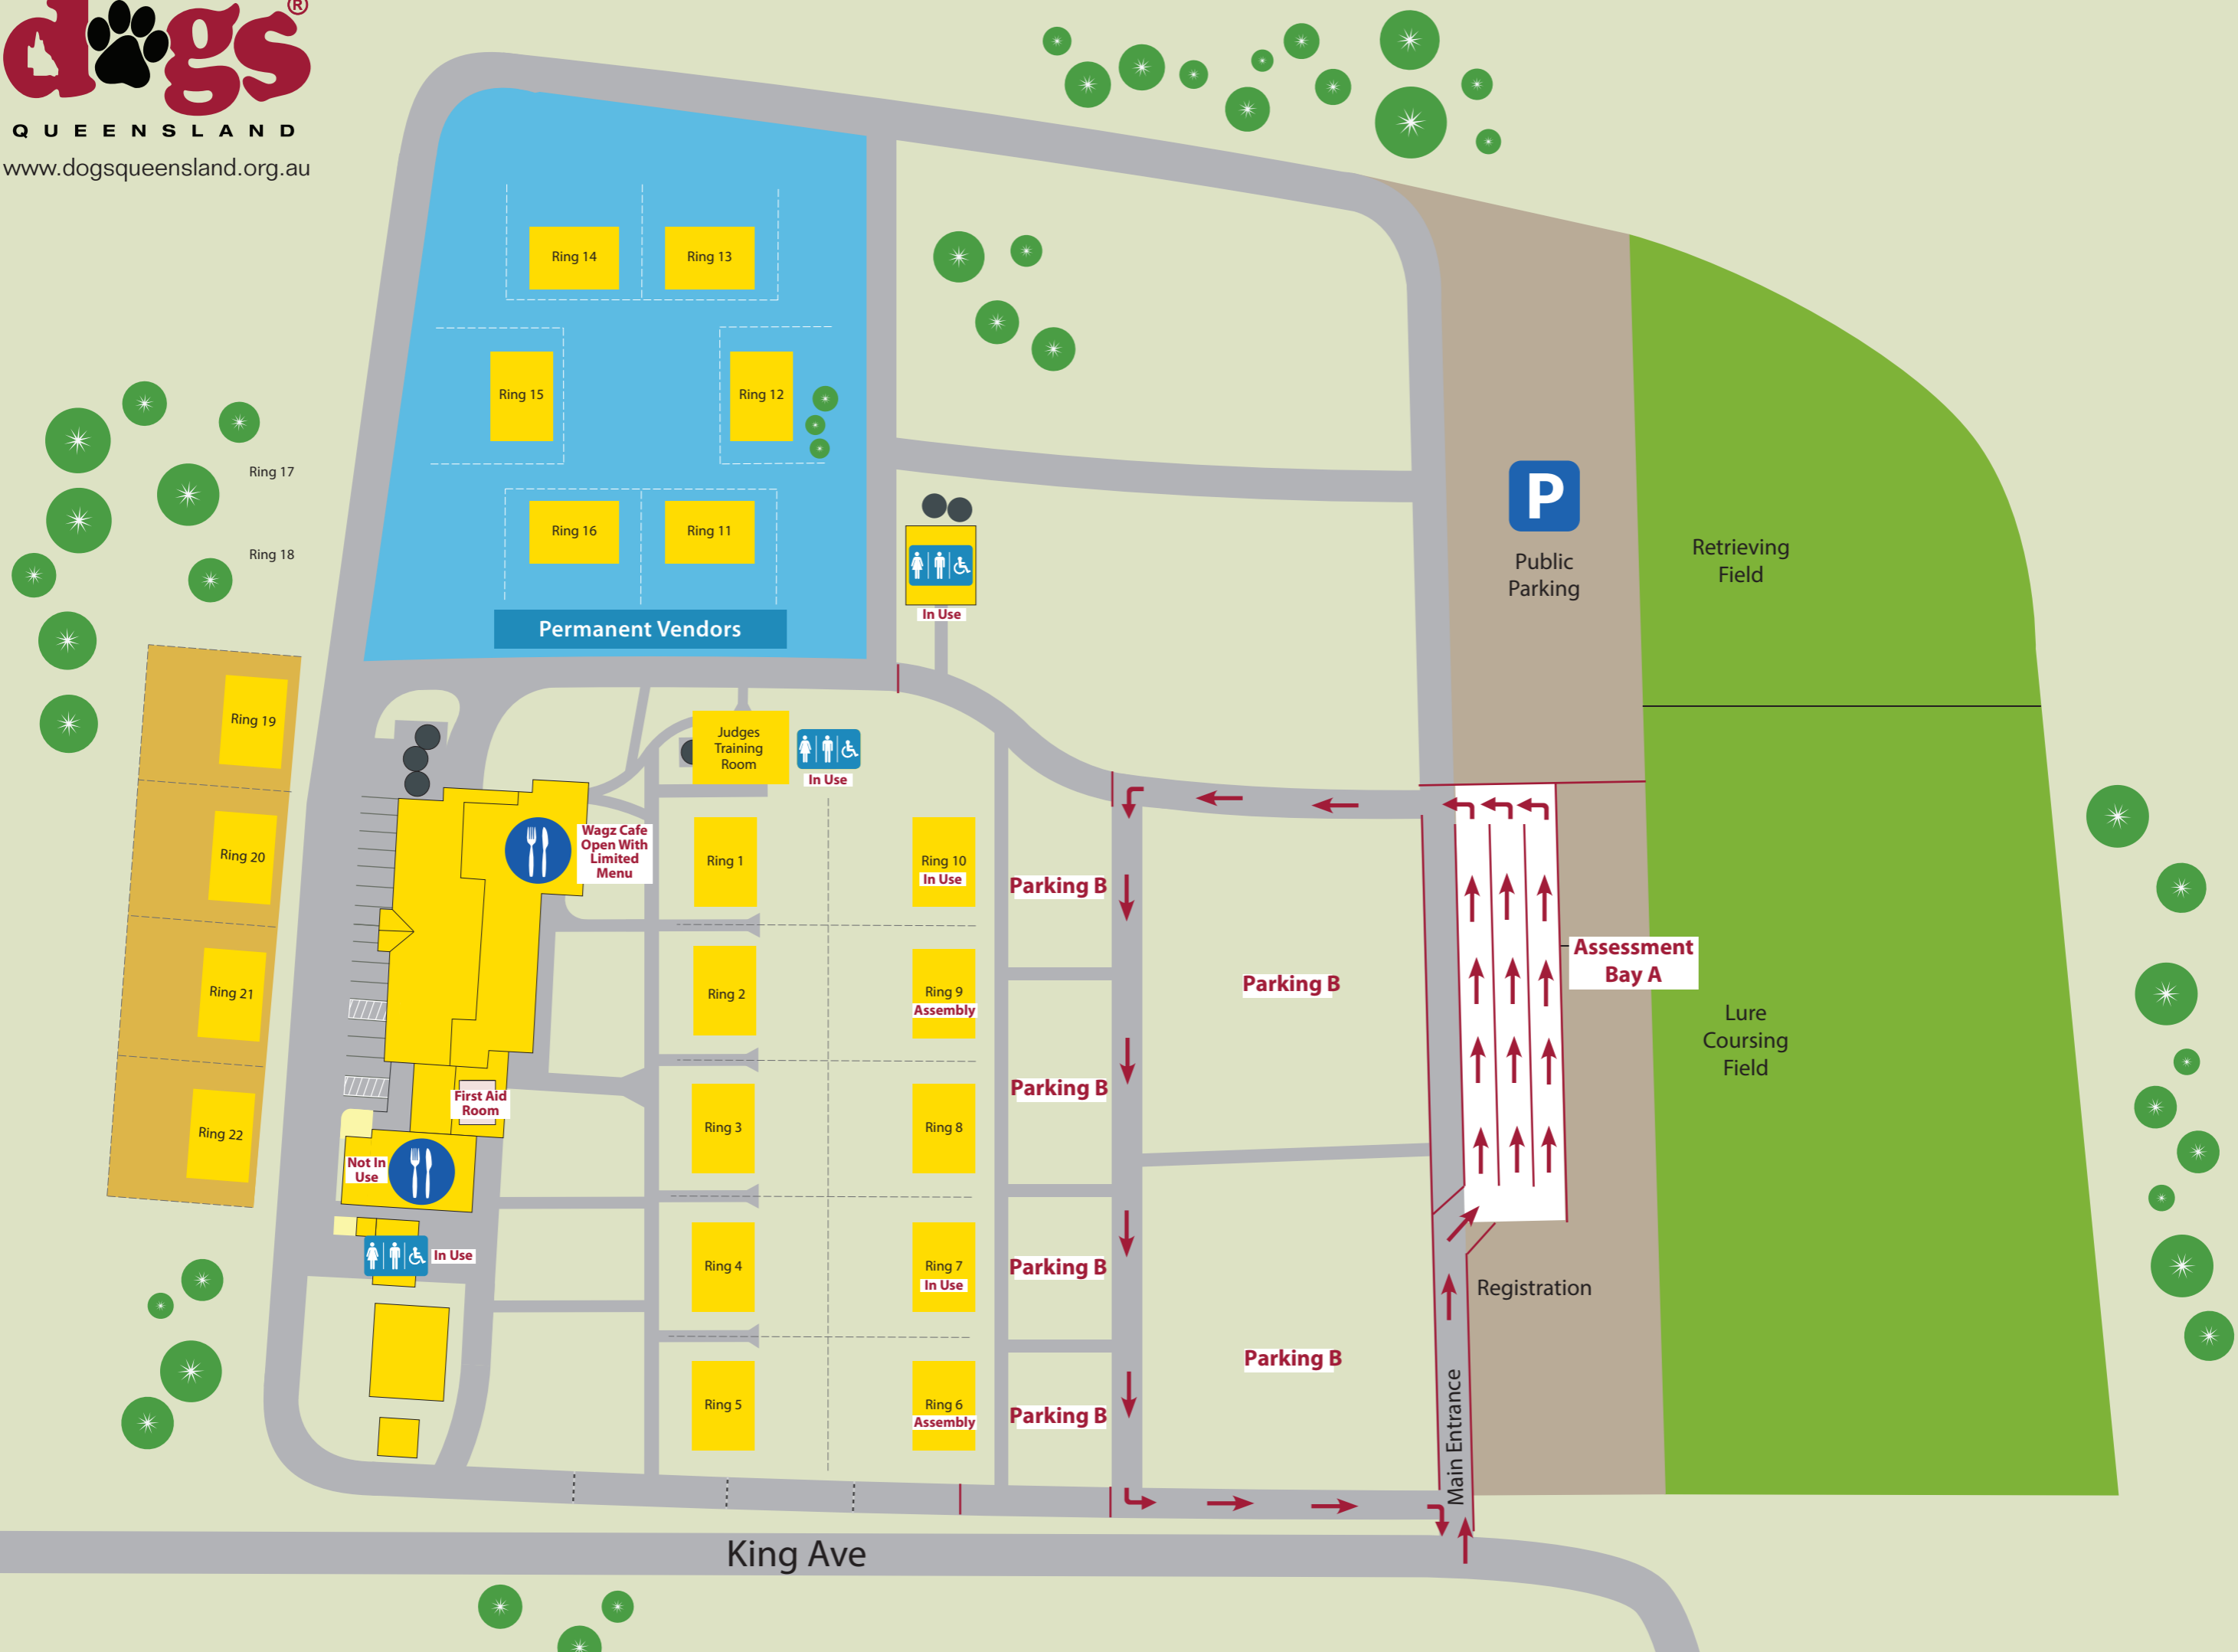 dogs®
QUEENSLAND
www.dogsqueensland.org.au
Ring 14
Ring 13
Ring 15
Ring 12
Ring 17
Ring 18
Ring 16
Ring 11
P
Public
Parking
Retrieving
Field
In Use
Permanent Vendors
Ring 19
Judges
Training
Room
In Use
Wagz Cafe
Open With
Limited
Menu
Ring 20
Ring 1
Ring 10
In Use
Parking B
Assessment
Bay A
Ring 21
Ring 2
Ring 9
Assembly
Parking B
Lure
Coursing
Field
First Aid
Room
Parking B
Ring 22
Ring 3
Ring 8
Not In
Use
In Use
Ring 4
Ring 7
In Use
Parking B
Registration
Parking B
Ring 5
Ring 6
Assembly
Parking B
Main Entrance
King Ave